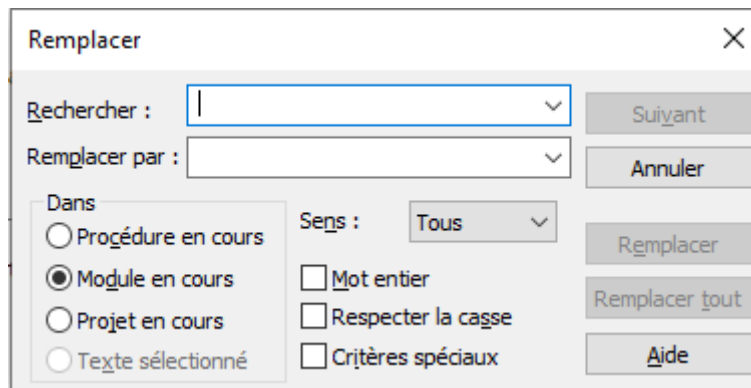 Remplacer
Rechercher :
Suivant
Remplacer par :
Annuler
Dans
Procédure en cours
Module en cours
Projet en cours
Texte sélectionné
Sens :
Tous
Mot entier
Respecter la casse
Critères spéciaux
Remplacer
Remplacer tout
Aide